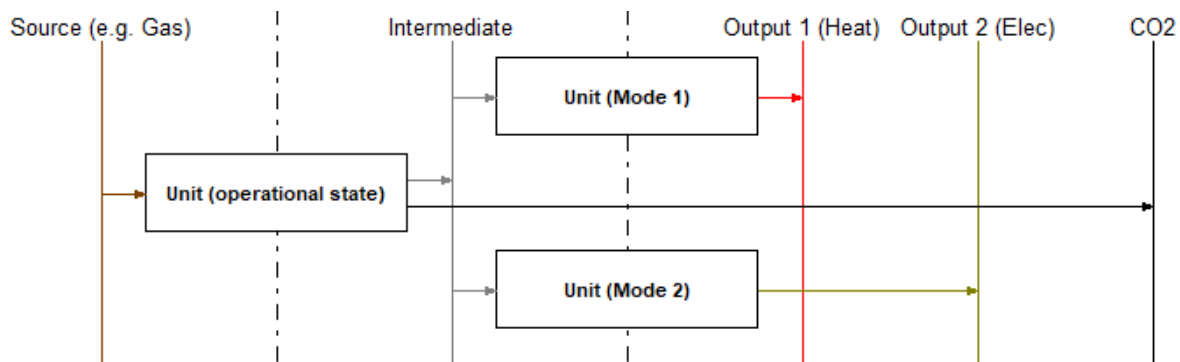 Source (e.g. Gas)
Intermediate
Output 1 (Heat)
Output 2 (Elec)
CO2
Unit (Mode 1)
Unit (operational state)
Unit (Mode 2)